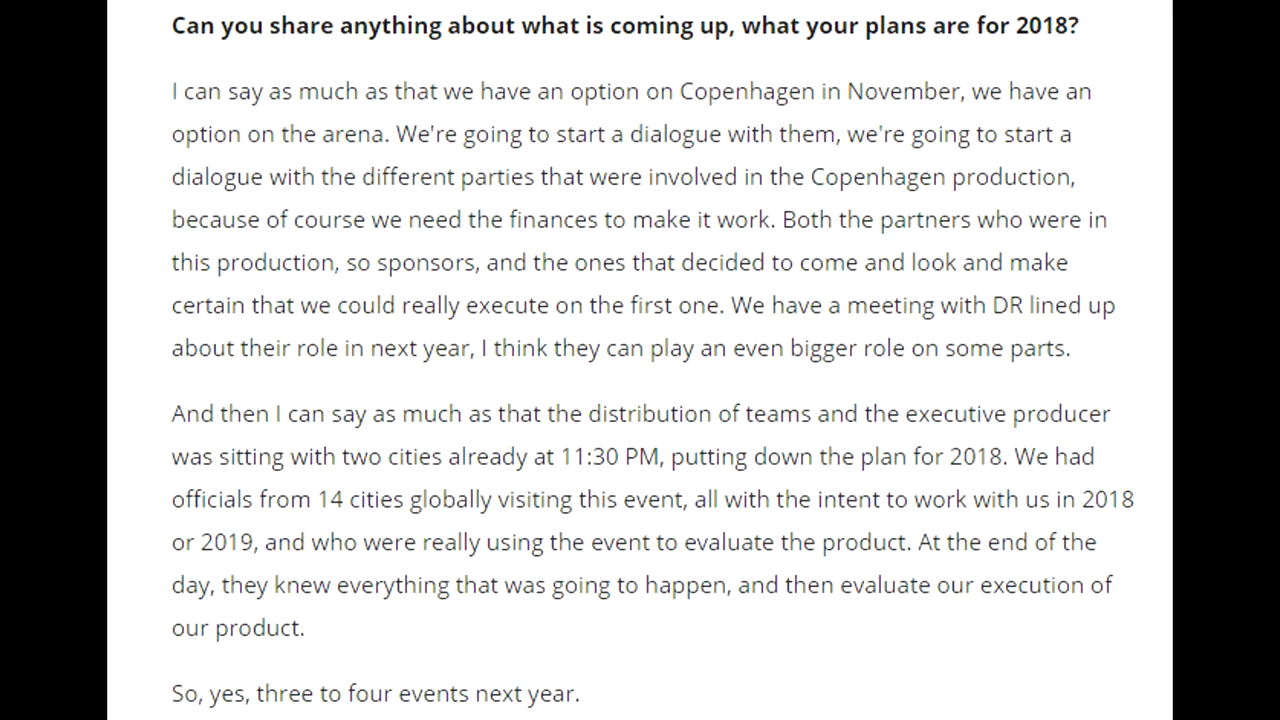 Can you share anything about what is coming up, what your plans are for 2018?
I can say as much as that we have an option on Copenhagen in November, we have an
option on the arena. We're going to start a dialogue with them, we're going to start a
dialogue with the different parties that were involved in the Copenhagen production,
because of course we need the finances to make it work. Both the partners who were in
this production, so sponsors, and the ones that decided to come and look and make
certain that we could really execute on the first one. We have a meeting with DR lined up
about their role in next year, I think they can play an even bigger role on some parts.
And then I can say as much as that the distribution of teams and the executive producer
was sitting with two cities already at 11:30 PM, putting down the plan for 2018. We had
officials from 14 cities globally visiting this event, all with the intent to work with us in 2018
or 2019, and who were really using the event to evaluate the product. At the end of the
day, they knew everything that was going to happen, and then evaluate our execution of
our product.
So, yes, three to four events next year.